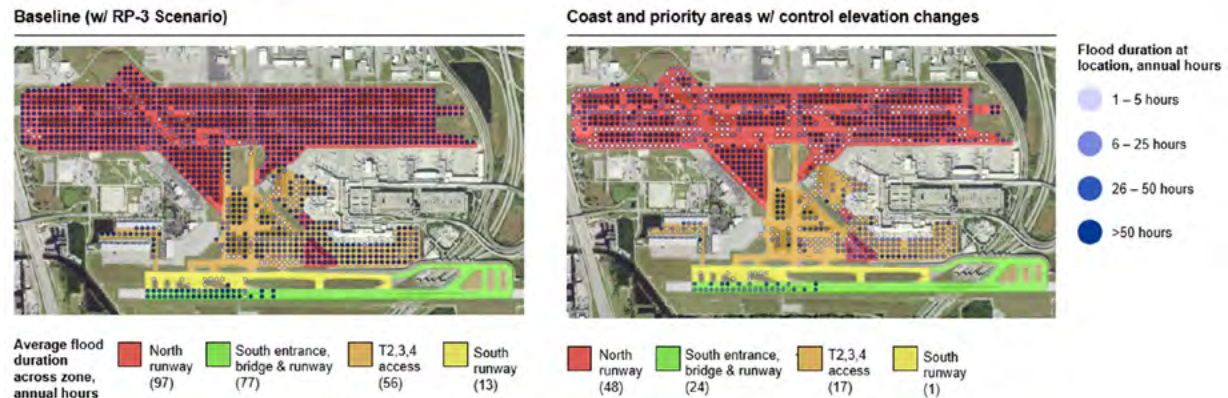 Baseline (w/ RP-3 Scenario)
Coast and priority areas w/ control elevation changes
Flood duration at
location, annual hours
1 – 5 hours
6 – 25 hours
26 – 50 hours
>50 hours
Average flood
duration
across zone,
annual hours
North
runway
(97)
South entrance,
bridge & runway
(77)
T2,3,4
access
(56)
South
runway
(13)
North
runway
(48)
South entrance,
bridge & runway
(24)
T2,3,4
access
(17)
South
runway
(1)